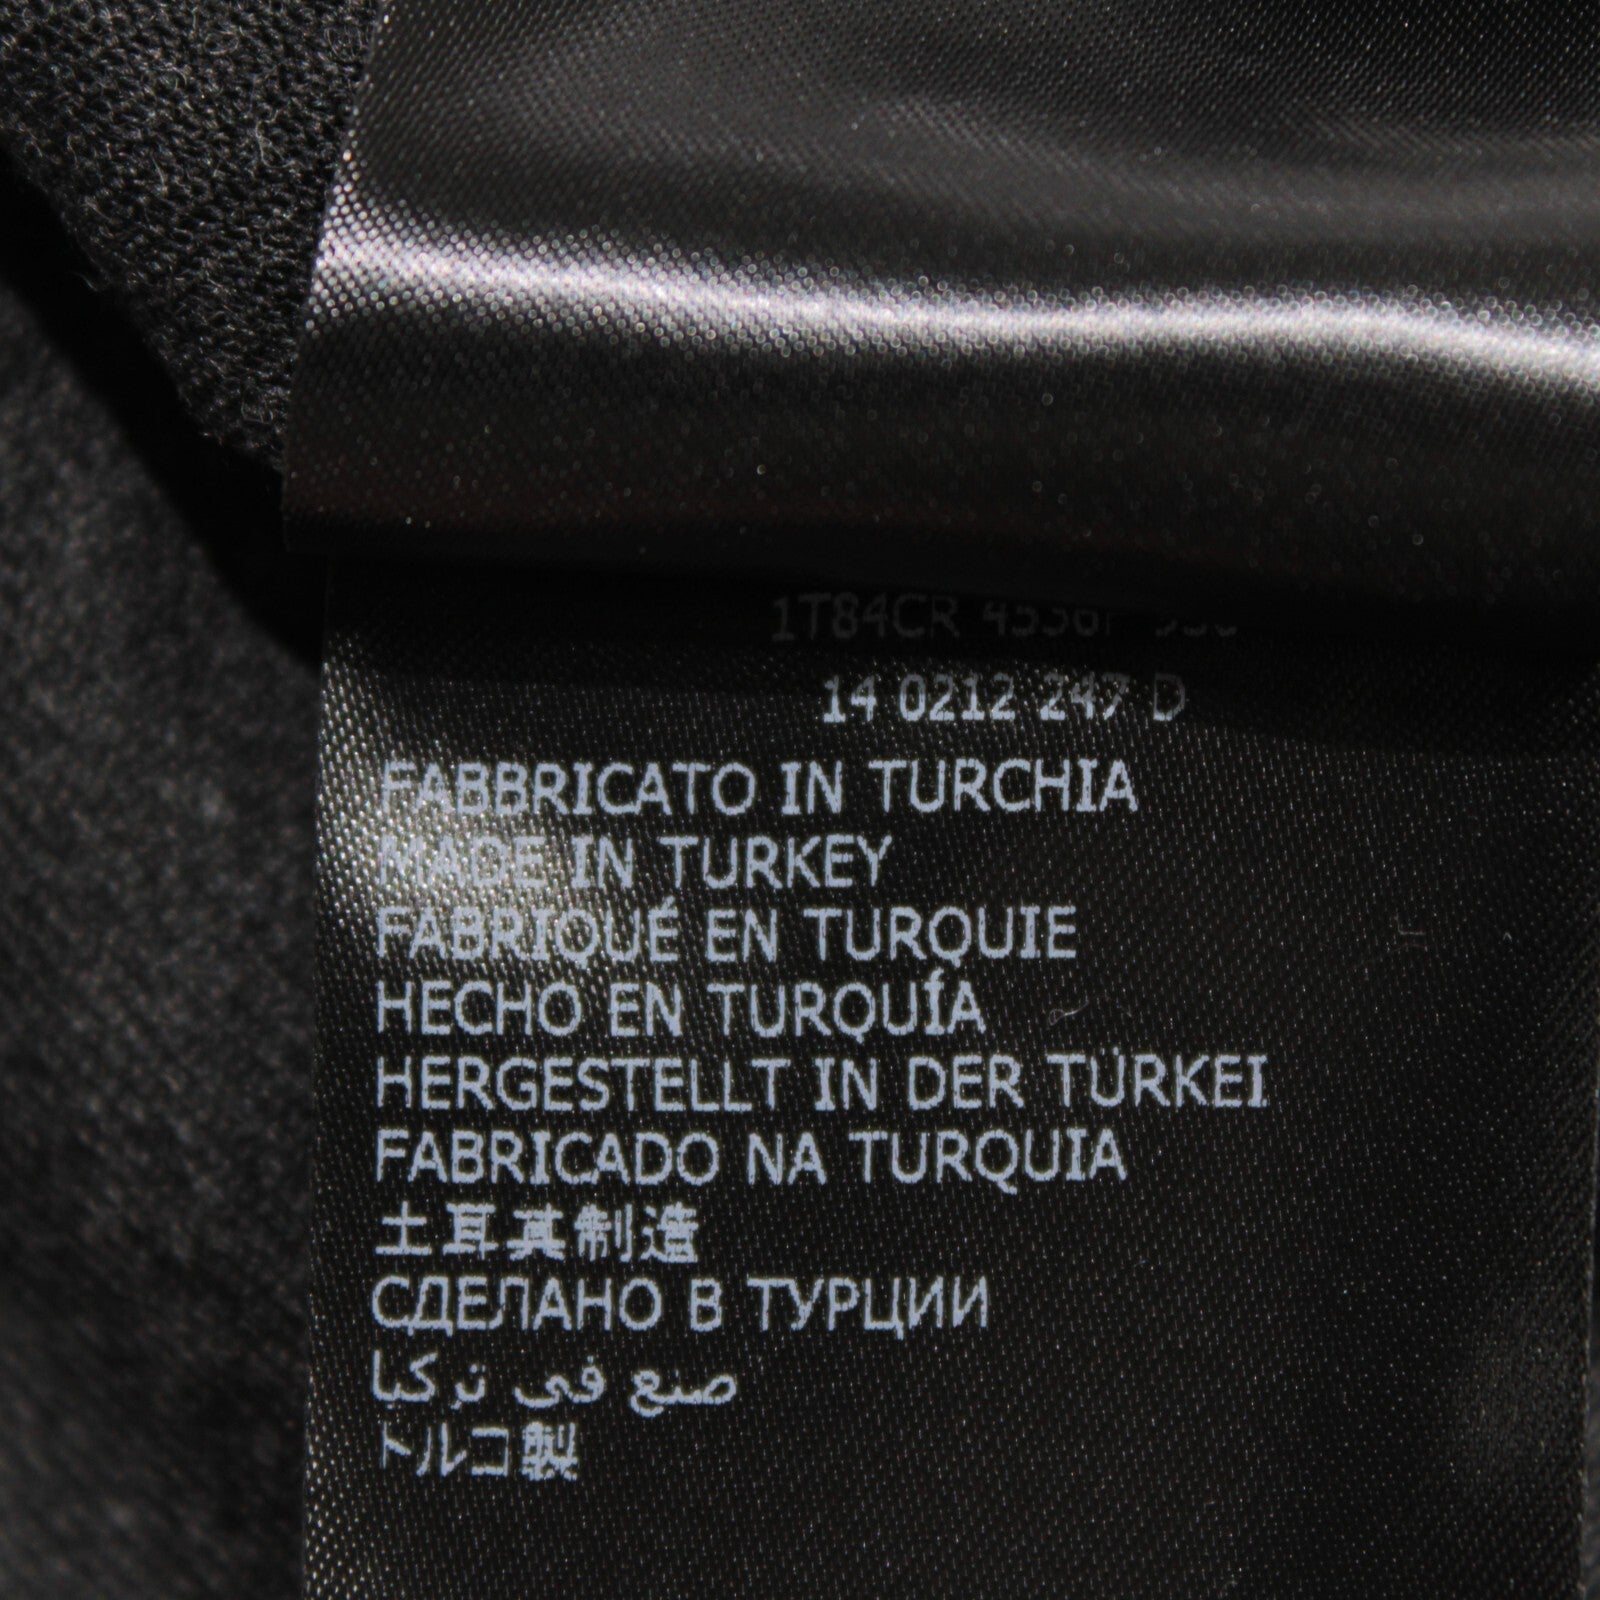 1T84CR
14 0212 247 D
FABBRICATO IN TURCHIA
MADE IN TURKEY
FABRIQUÉ EN TURQUIE
HECHO EN TURQUÍA
HERGESTELLT IN DER TÜRKEI
FABRICADO NA TURQUIA
土耳其制造
СДЕЛАНО В ТУРЦИИ
صنع في تركيا
トルコ製